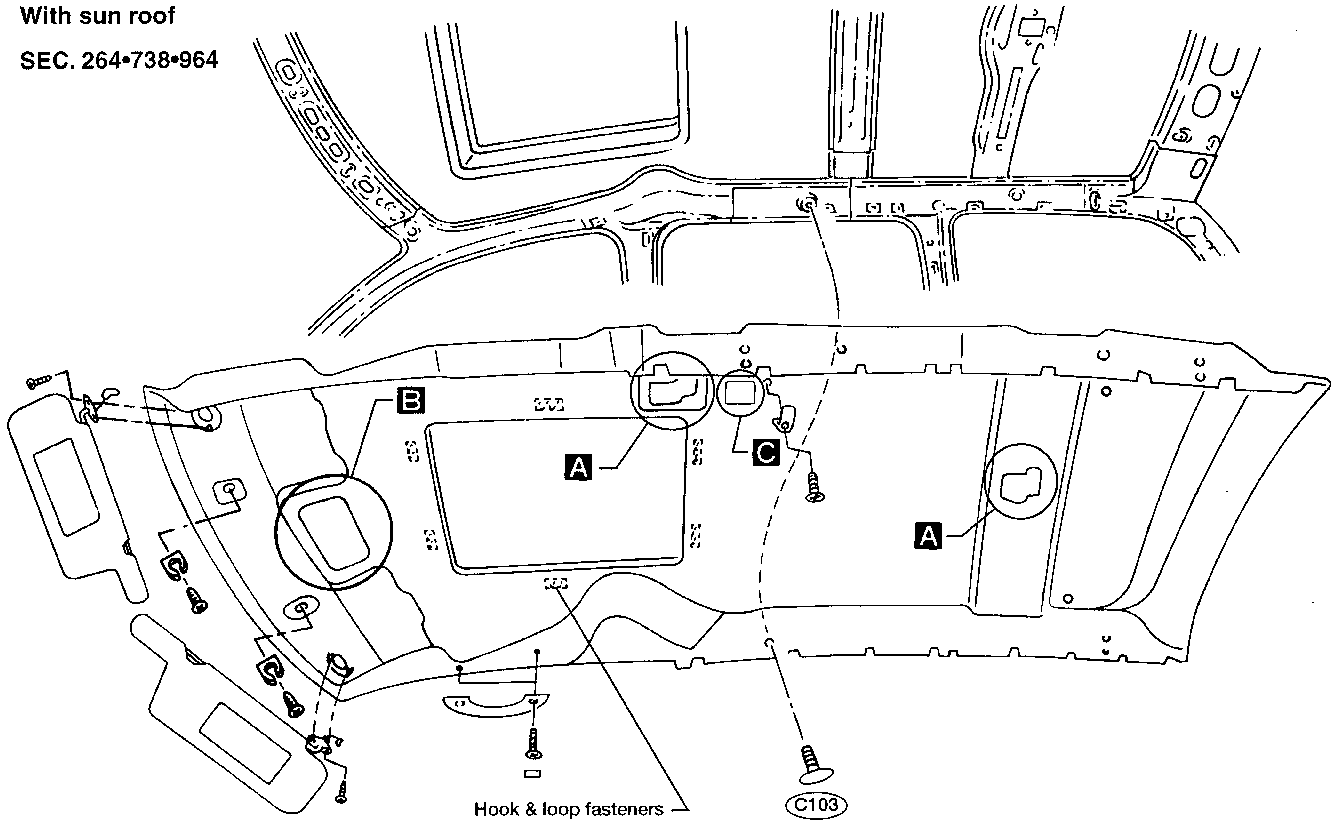 With sun roof
SEC. 264•738•964
B
A
C
A
Hook & loop fasteners
C103